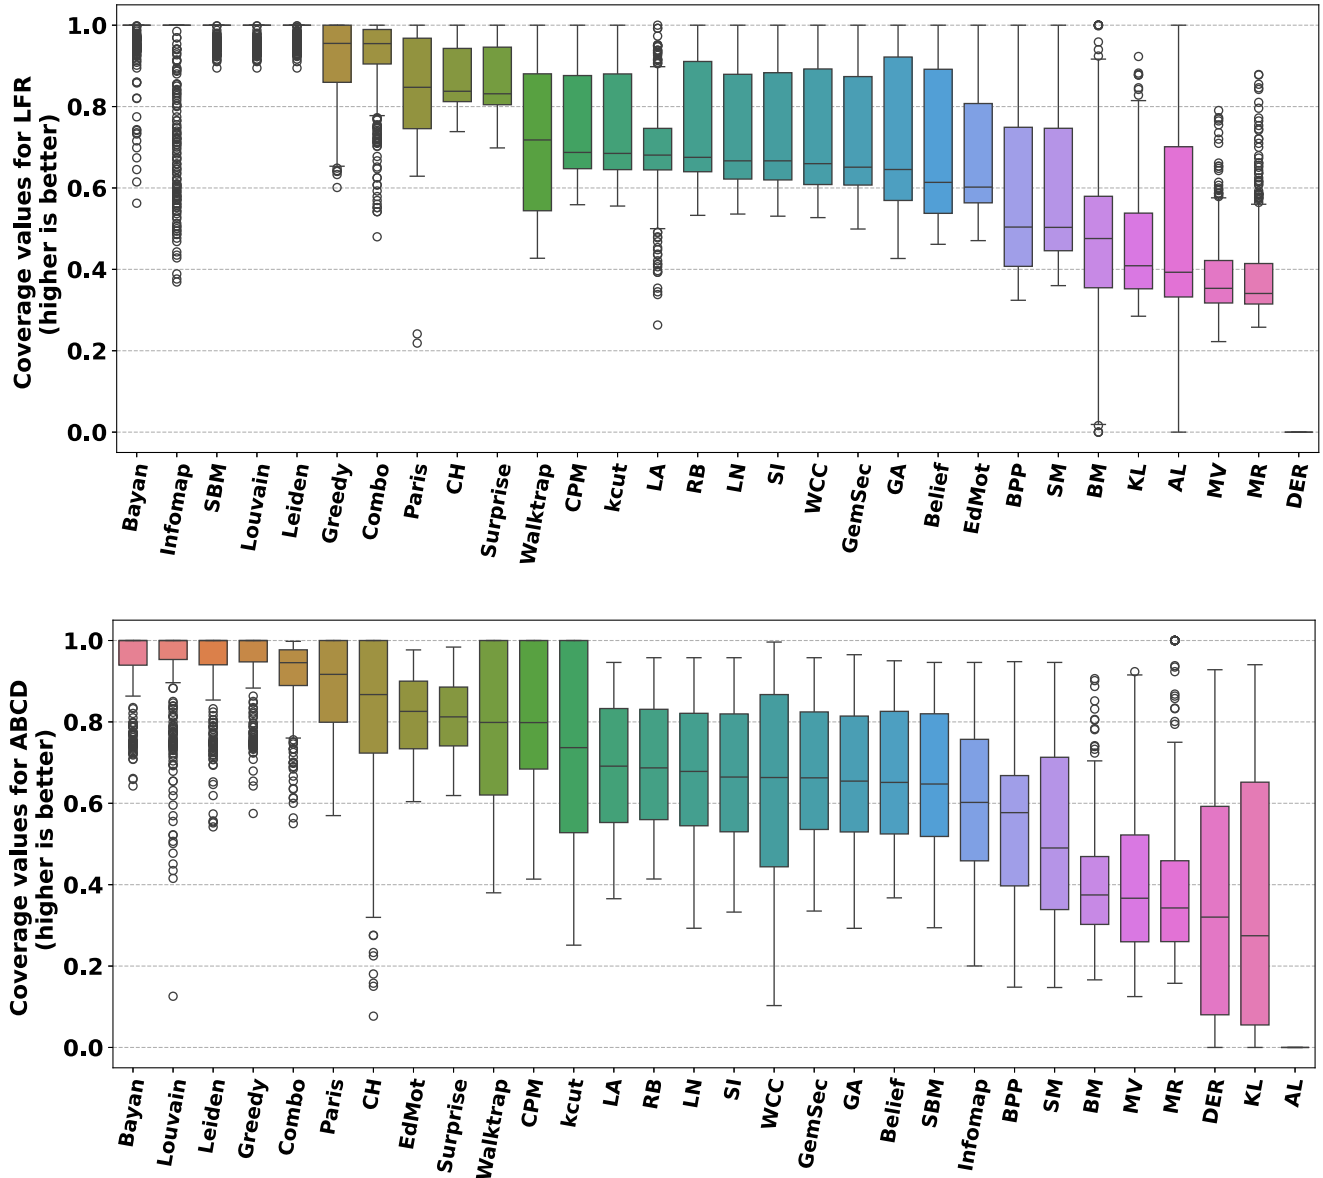 Coverage values for LFR
(higher is better)
1.0
0.8
0.6
0.4
0.2
0.0
Bayan
Infomap
SBM
Louvain
Leiden
Greedy
Combo
Paris
CH
Surprise
Walktrap
CPM
kcut
LA
RB
LN
SI
WCC
GemSec
GA
Belief
EdMot
BPP
SM
BM
KL
AL
MV
MR
DER
Coverage values for ABCD
(higher is better)
1.0
0.8
0.6
0.4
0.2
0.0
Bayan
Louvain
Leiden
Greedy
Combo
Paris
CH
EdMot
Surprise
Walktrap
CPM
kcut
LA
RB
LN
SI
WCC
GemSec
GA
Belief
SBM
Infomap
BPP
SM
BM
MV
MR
DER
KL
AL